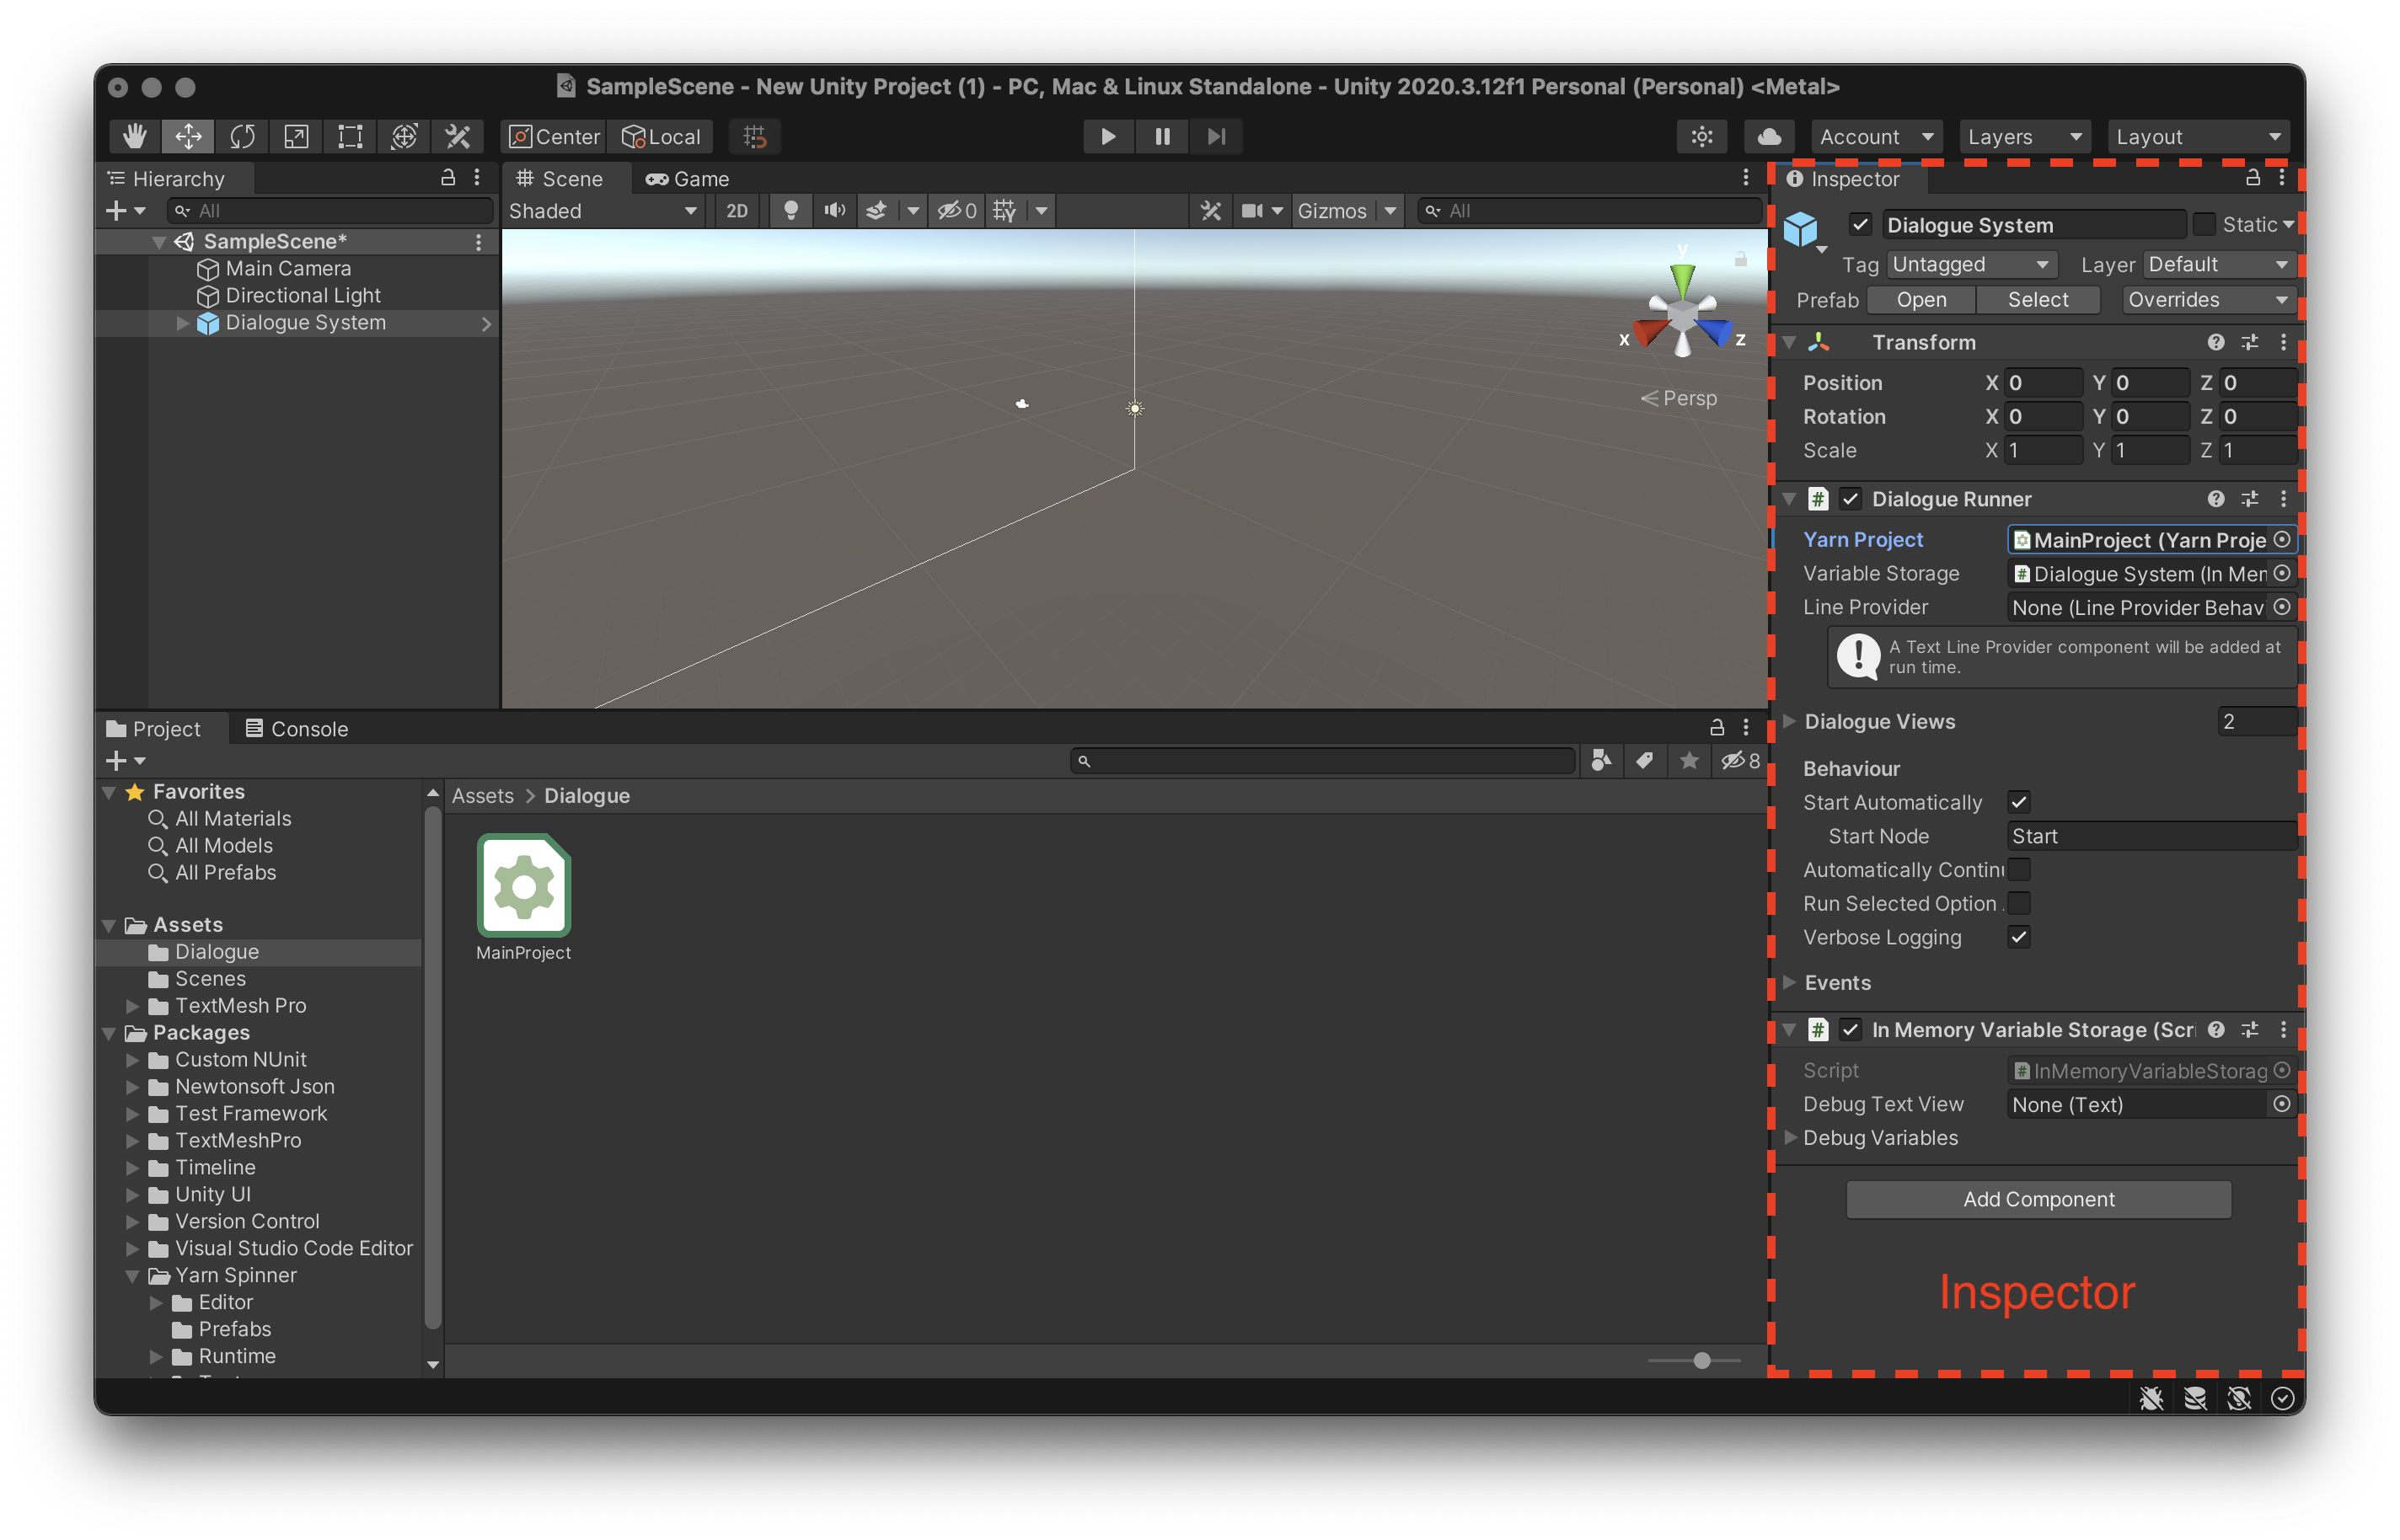 SampleScene - New Unity Project (1) - PC, Mac & Linux Standalone - Unity 2020.3.12f1 Personal (Personal) <Metal>
Center Local Account Layers Layout
Hierarchy
All
SampleScene*
Main Camera
Directional Light
Dialogue System
Scene Game
Shaded 2D 0 Gizmos All
y
x z
Persp
Project Console
8
Favorites
All Materials
All Models
All Prefabs
Assets
Dialogue
Scenes
TextMesh Pro
Packages
Custom NUnit
Newtonsoft Json
Test Framework
TextMeshPro
Timeline
Unity UI
Version Control
Visual Studio Code Editor
Yarn Spinner
Editor
Prefabs
Runtime
Assets > Dialogue
MainProject
Inspector
Dialogue System Static
Tag Untagged Layer Default
Prefab Open Select Overrides
Transform
Position X 0 Y 0 Z 0
Rotation X 0 Y 0 Z 0
Scale X 1 Y 1 Z 1
# Dialogue Runner
Yarn Project MainProject (Yarn Proje
Variable Storage # Dialogue System (In Mem
Line Provider None (Line Provider Behav
A Text Line Provider component will be added at
run time.
Dialogue Views 2
Behaviour
Start Automatically
Start Node Start
Automatically Continu
Run Selected Option .
Verbose Logging
Events
# In Memory Variable Storage (Scri
Script # InMemoryVariableStorag
Debug Text View None (Text)
Debug Variables
Add Component
Inspector